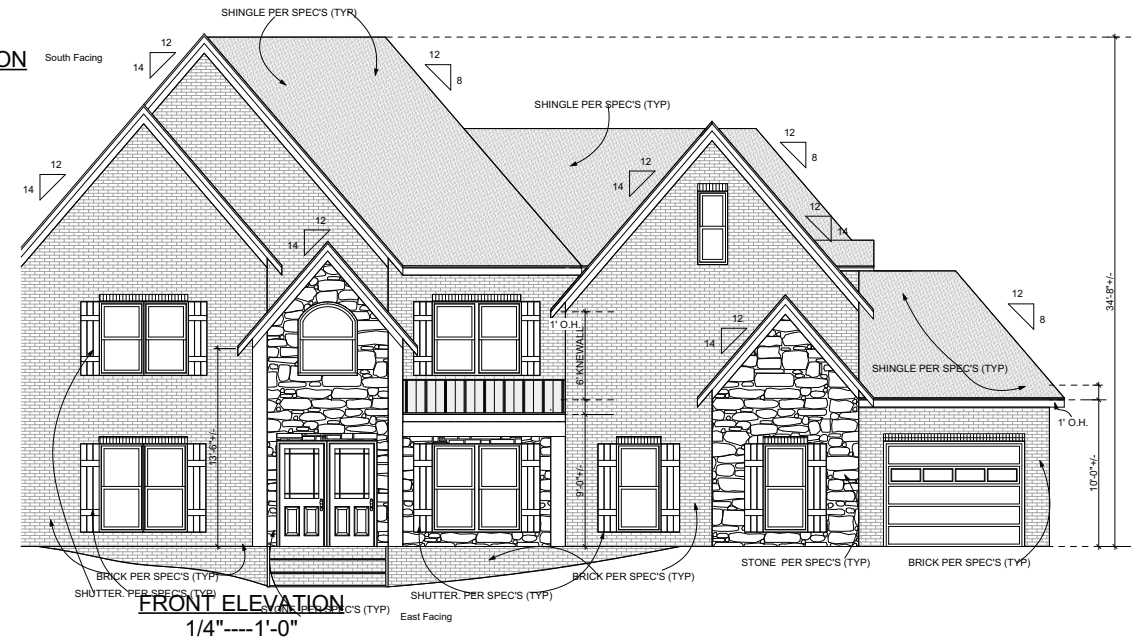 SHINGLE PER SPEC'S (TYP)
12
14
12
8
ON
South Facing
SHINGLE PER SPEC'S (TYP)
12
8
12
14
12
14
12
14
12
14
12
8
34'-8"+/-
12
14
1' O.H.
6' KNEWALL
SHINGLE PER SPEC'S (TYP)
1' O.H.
13'-6"+/-
9'-0"+/-
10'-0"+/-
BRICK PER SPEC'S (TYP)
BRICK PER SPEC'S (TYP)
STONE PER SPEC'S (TYP)
BRICK PER SPEC'S (TYP)
SHUTTER. PER SPEC'S (TYP)
SHUTTER. PER SPEC'S (TYP)
FRONT ELEVATION
STONE PER SPEC'S (TYP)
East Facing
1/4"----1'-0"